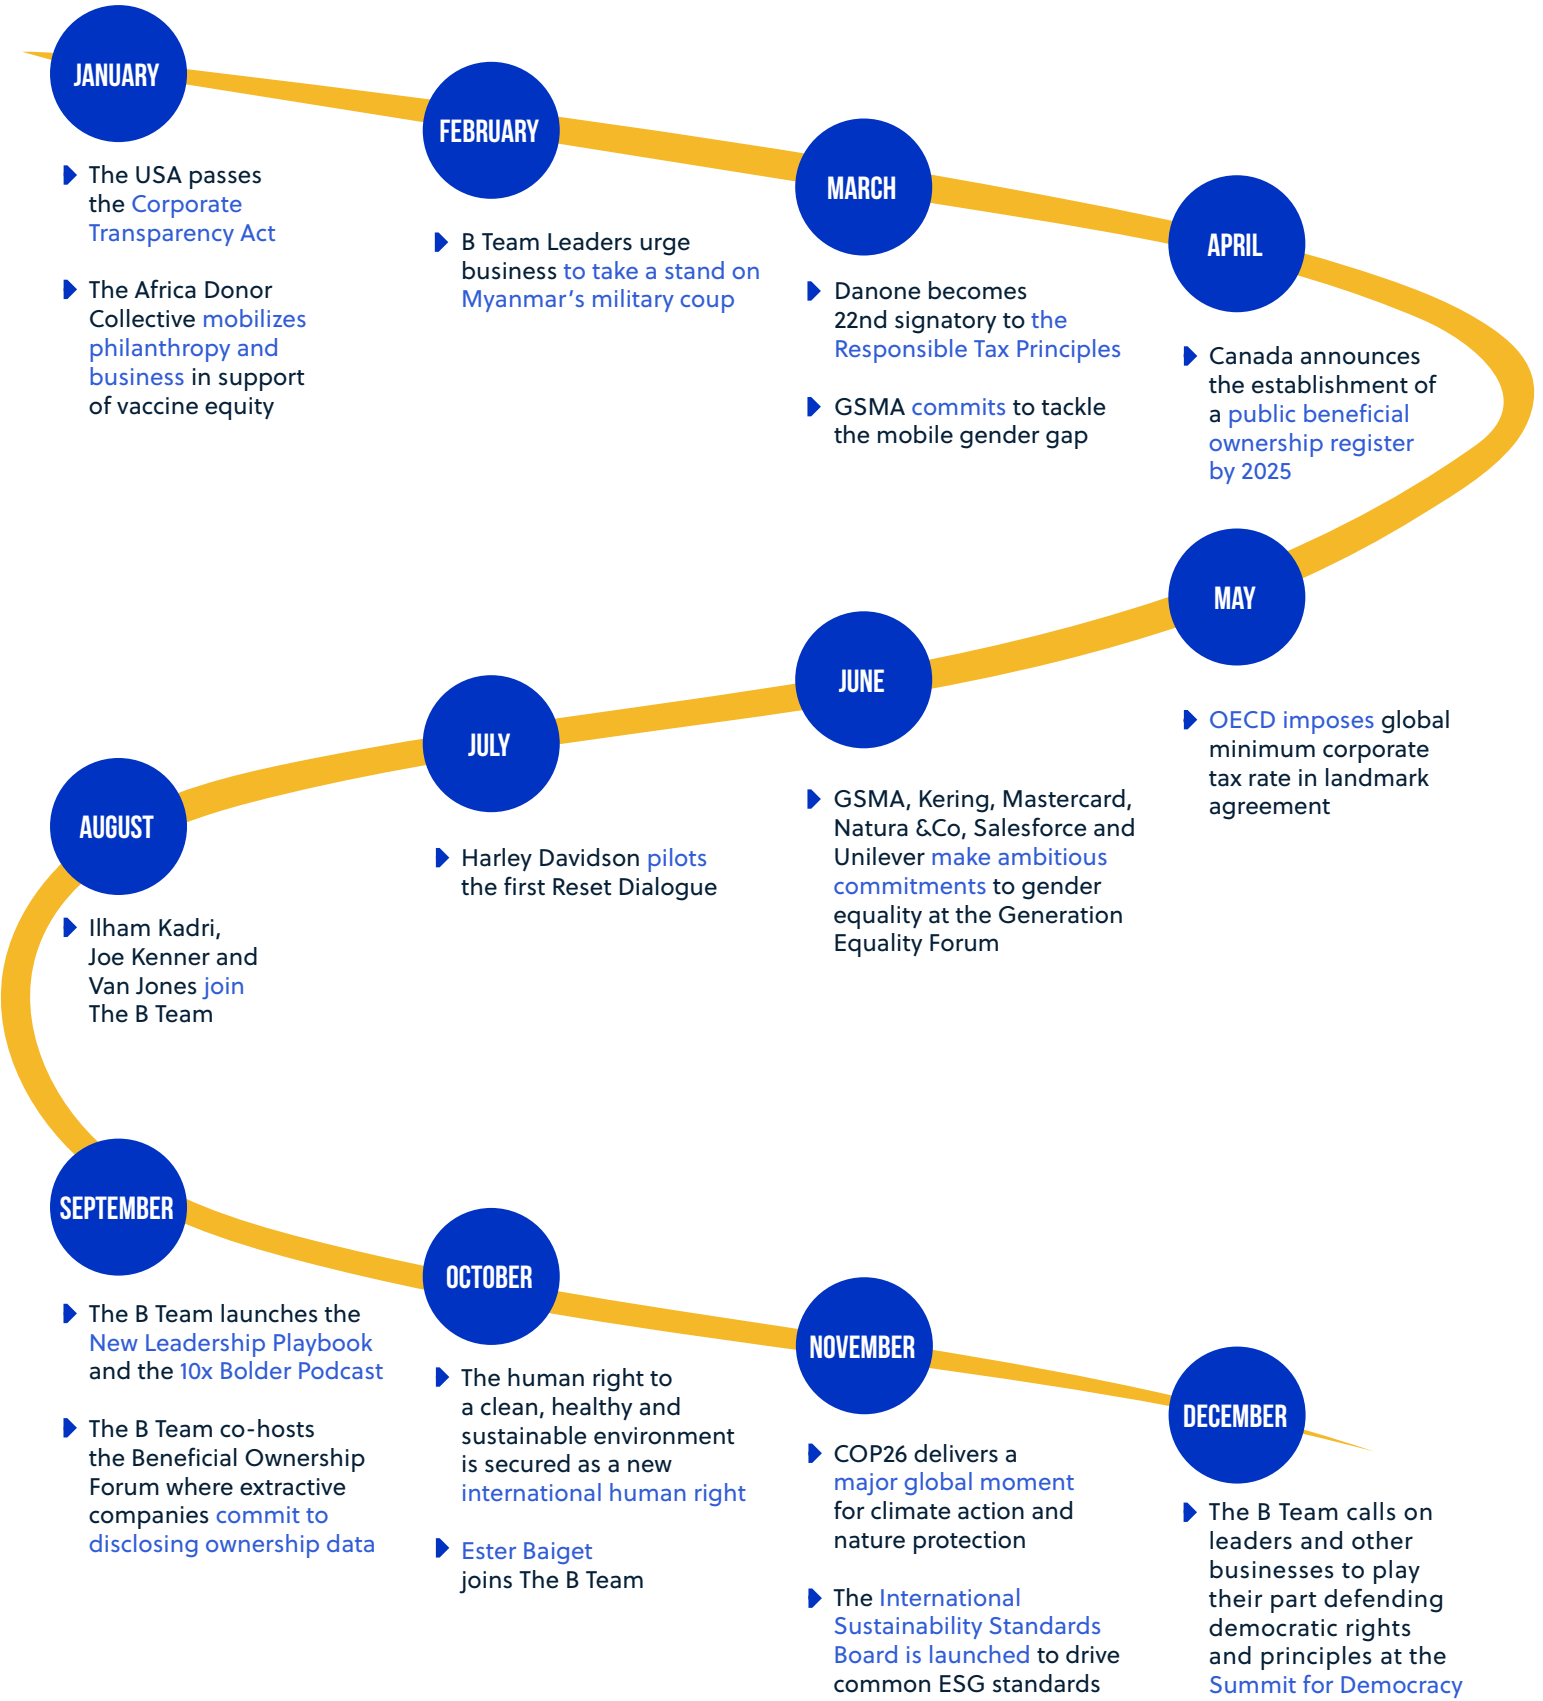 JANUARY
The USA passes
the Corporate
Transparency Act
The Africa Donor
Collective mobilizes
philanthropy and
business in support
of vaccine equity
FEBRUARY
B Team Leaders urge
business to take a stand on
Myanmar's military coup
MARCH
Danone becomes
22nd signatory to the
Responsible Tax Principles
GSMA commits to tackle
the mobile gender gap
APRIL
Canada announces
the establishment of
a public beneficial
ownership register
by 2025
MAY
OECD imposes global
minimum corporate
tax rate in landmark
agreement
JUNE
GSMA, Kering, Mastercard,
Natura &Co, Salesforce and
Unilever make ambitious
commitments to gender
equality at the Generation
Equality Forum
JULY
Harley Davidson pilots
the first Reset Dialogue
AUGUST
Ilham Kadri,
Joe Kenner and
Van Jones join
The B Team
SEPTEMBER
The B Team launches the
New Leadership Playbook
and the 10x Bolder Podcast
The B Team co-hosts
the Beneficial Ownership
Forum where extractive
companies commit to
disclosing ownership data
OCTOBER
The human right to
a clean, healthy and
sustainable environment
is secured as a new
international human right
Ester Baiget
joins The B Team
NOVEMBER
COP26 delivers a
major global moment
for climate action and
nature protection
The International
Sustainability Standards
Board is launched to drive
common ESG standards
DECEMBER
The B Team calls on
leaders and other
businesses to play
their part defending
democratic rights
and principles at the
Summit for Democracy